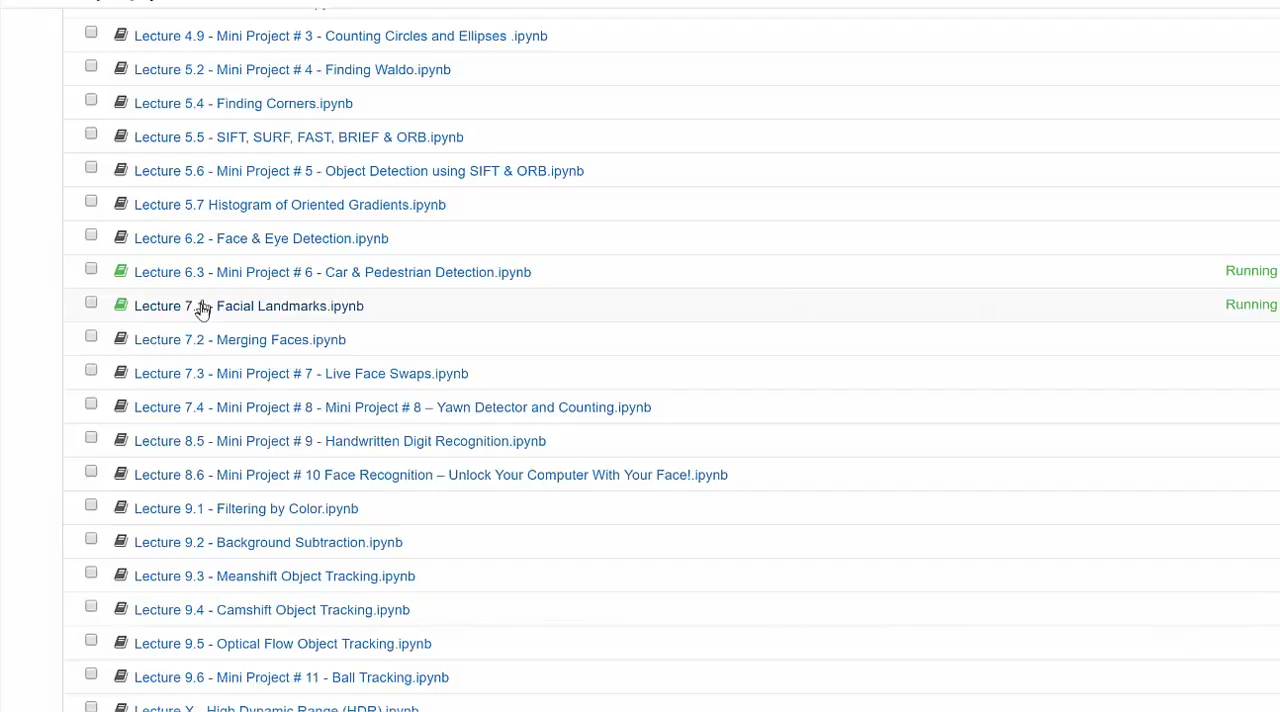 Lecture 4.9 - Mini Project # 3 - Counting Circles and Ellipses .ipynb
Lecture 5.2 - Mini Project # 4 - Finding Waldo.ipynb
Lecture 5.4 - Finding Corners.ipynb
Lecture 5.5 - SIFT, SURF, FAST, BRIEF & ORB.ipynb
Lecture 5.6 - Mini Project # 5 - Object Detection using SIFT & ORB.ipynb
Lecture 5.7 Histogram of Oriented Gradients.ipynb
Lecture 6.2 - Face & Eye Detection.ipynb
Lecture 6.3 - Mini Project # 6 - Car & Pedestrian Detection.ipynb Running
Lecture Facial Landmarks.ipynb Running
Lecture 7.2 - Merging Faces.ipynb
Lecture 7.3 - Mini Project # 7 - Live Face Swaps.ipynb
Lecture 7.4 - Mini Project # 8 - Mini Project # 8 – Yawn Detector and Counting.ipynb
Lecture 8.5 - Mini Project # 9 - Handwritten Digit Recognition.ipynb
Lecture 8.6 - Mini Project # 10 Face Recognition – Unlock Your Computer With Your Face!.ipynb
Lecture 9.1 - Filtering by Color.ipynb
Lecture 9.2 - Background Subtraction.ipynb
Lecture 9.3 - Meanshift Object Tracking.ipynb
Lecture 9.4 - Camshift Object Tracking.ipynb
Lecture 9.5 - Optical Flow Object Tracking.ipynb
Lecture 9.6 - Mini Project # 11 - Ball Tracking.ipynb
Lecture X - High Dynamic Range (HDR).ipynb